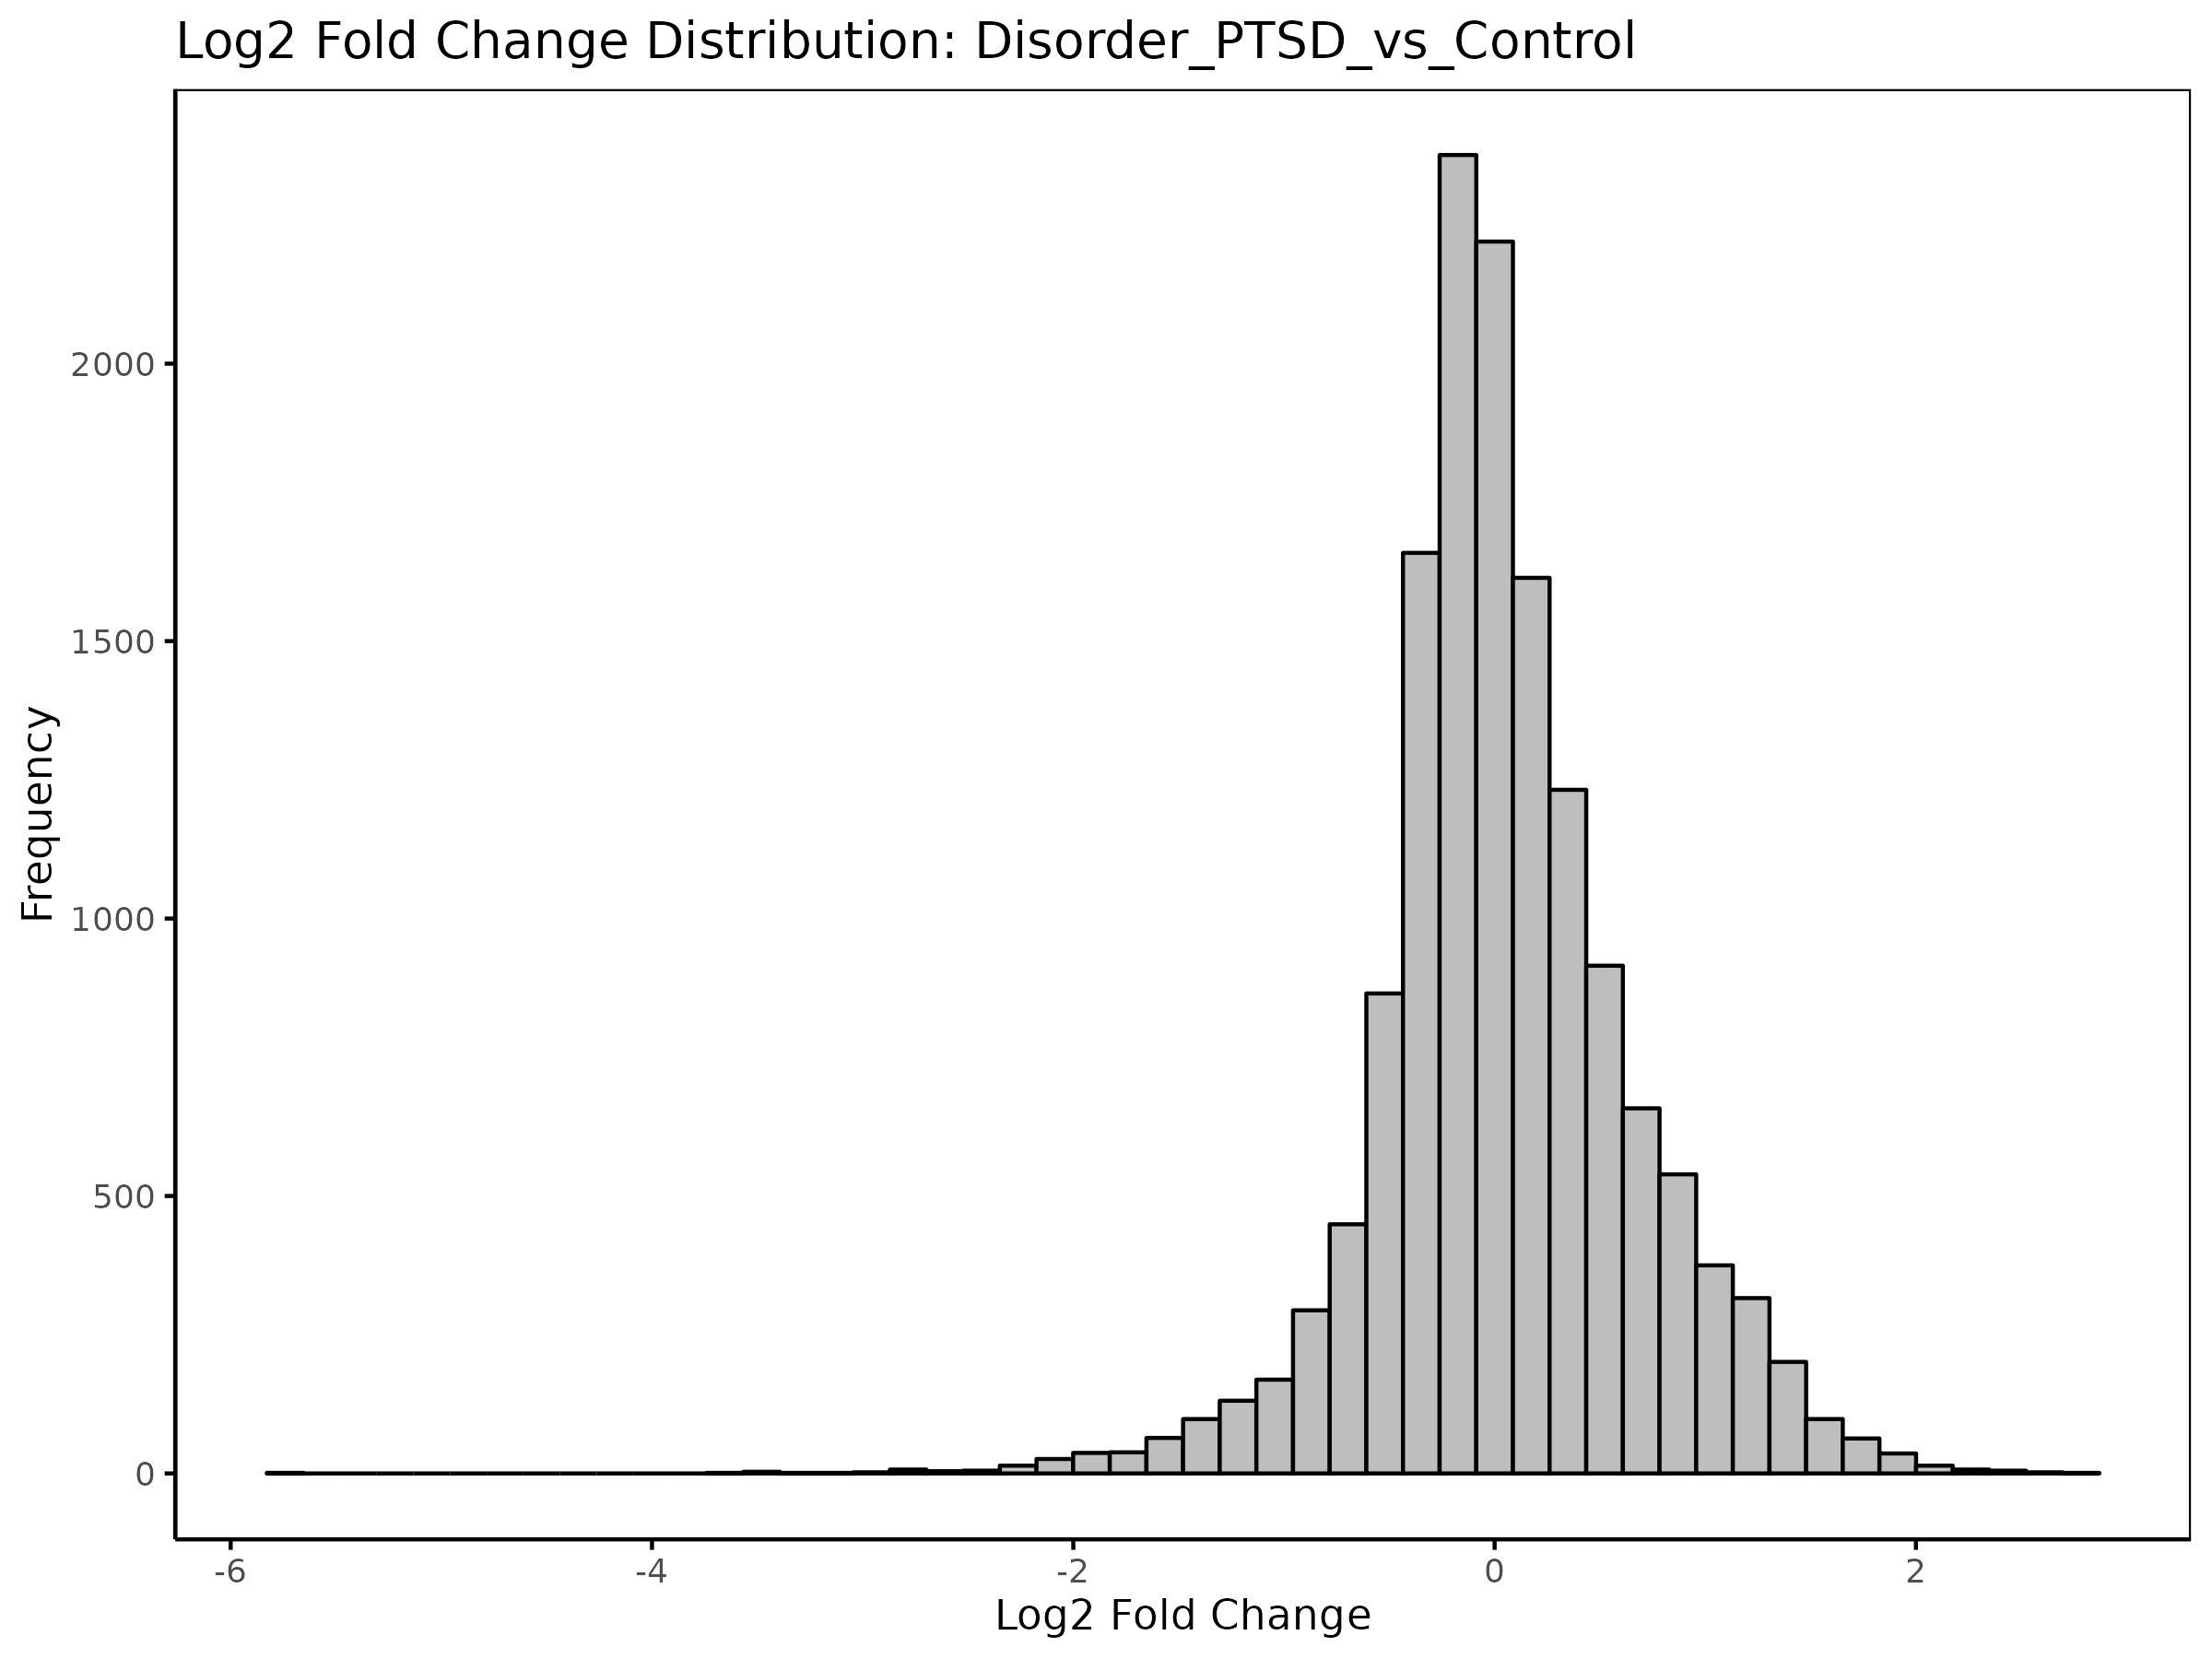 Log2 Fold Change Distribution: Disorder_PTSD_vs_Control
Frequency
2000
1500
1000
500
0
-6 -4 -2 0 2
Log2 Fold Change